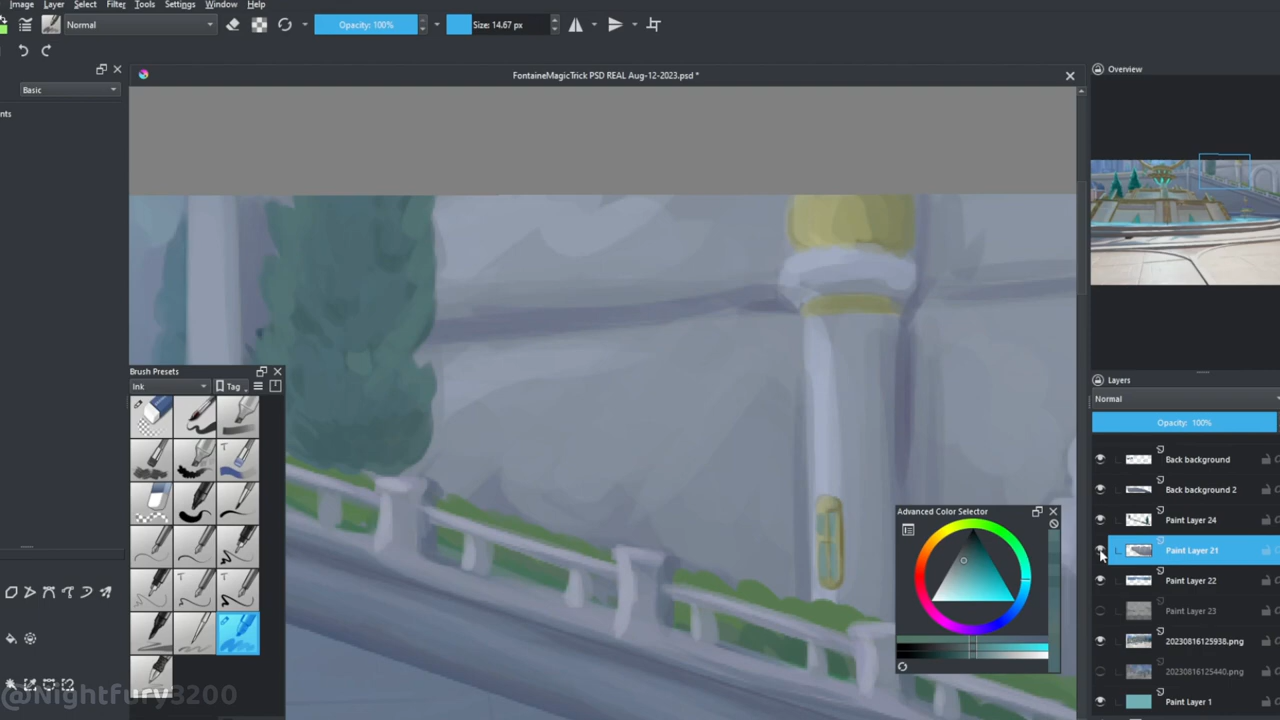 Image Layer Select Filter Tools Settings Window Help
Normal Opacity: 100% Size: 14.67 px
FontaineMagicTrick PSD REAL Aug-12-2023.psd *
Overview
Basic
nts
Brush Presets
Ink Tag
Layers
Normal
Opacity: 100%
Back background
Back background 2
Paint Layer 24
Paint Layer 21
Paint Layer 22
Paint Layer 23
20230816125938.png
20230816125440.png
Paint Layer 1
Advanced Color Selector
@Nightfury3200